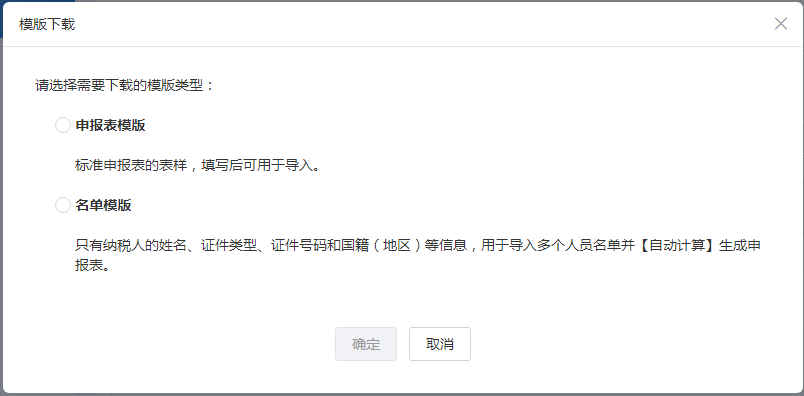 模版下载
请选择需要下载的模版类型：
申报表模版
标准申报表的表样，填写后可用于导入。
名单模版
只有纳税人的姓名、证件类型、证件号码和国籍（地区）等信息，用于导入多个人员名单并【自动计算】生成申
报表。
确定 取消